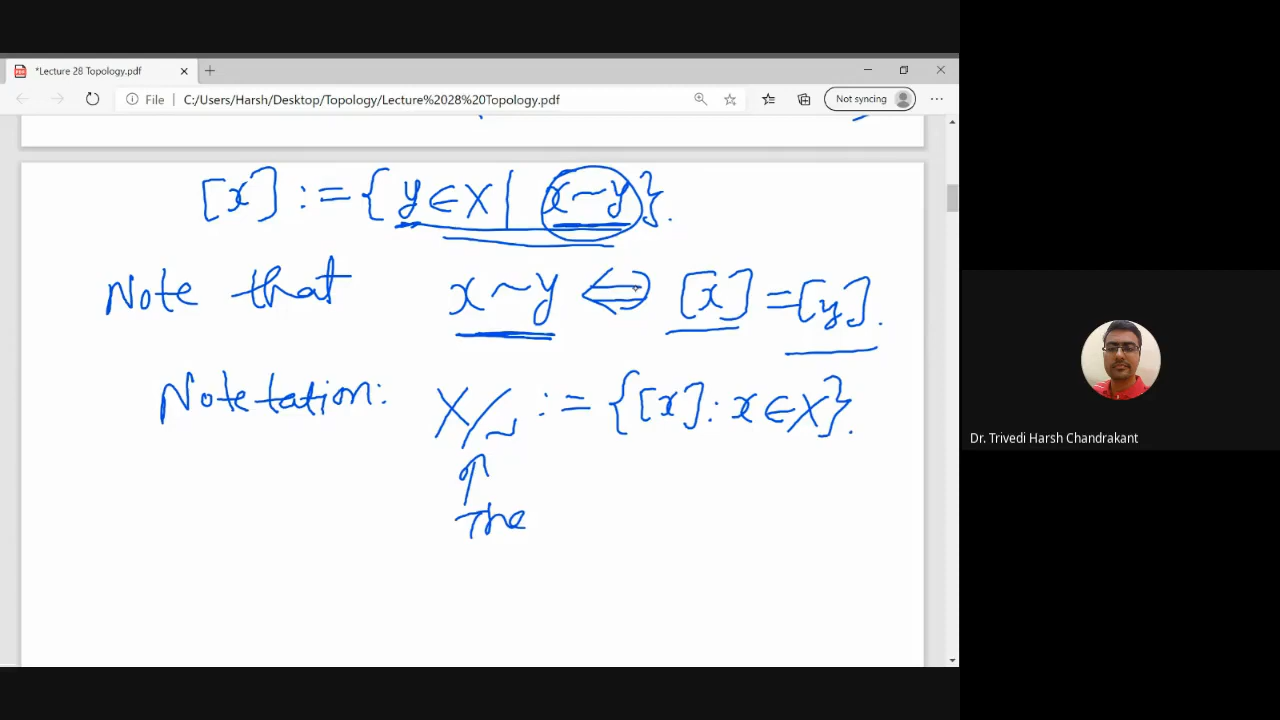 *Lecture 28 Topology.pdf
File | C:/Users/Harsh/Desktop/Topology/Lecture%2028%20Topology.pdf
Not syncing
[x] := { y ∈ X | x ~ y }.
Note that x ~ y ⇔ [x] = [y].
Notetation: X/~ := { [x] : x ∈ X }.
The
Dr. Trivedi Harsh Chandrakant